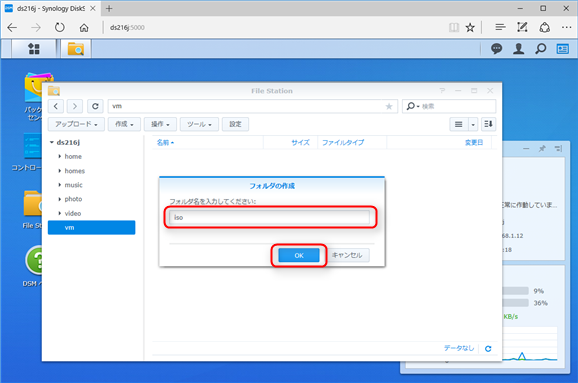 ds216j - Synology DiskS
ds216j:5000
File Station
vm
検索
アップロード
作成
操作
ツール
設定
ds216j
home
homes
music
photo
video
vm
名前
サイズ
ファイルタイプ
変更日
フォルダの作成
フォルダ名を入力してください:
iso
OK
キャンセル
データなし
パック
セン
コントロー
File St
DSM ヘ
正常に作動していま...
j
68.1.12
:16
9%
36%
KB/s